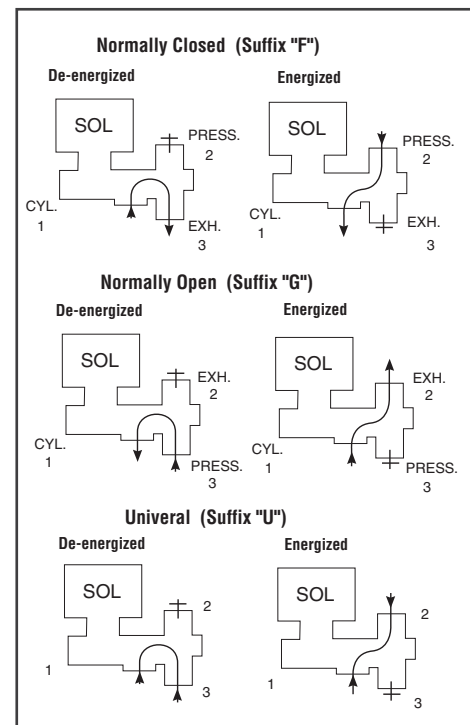 Normally Closed (Suffix "F")
De-energized
Energized
SOL
PRESS.
2
CYL.
1
EXH.
3
SOL
PRESS.
2
CYL.
1
EXH.
3
Normally Open (Suffix "G")
De-energized
Energized
SOL
EXH.
2
CYL.
1
PRESS.
3
SOL
EXH.
2
CYL.
1
PRESS.
3
Univeral (Suffix "U")
De-energized
Energized
SOL
2
1
3
SOL
2
1
3